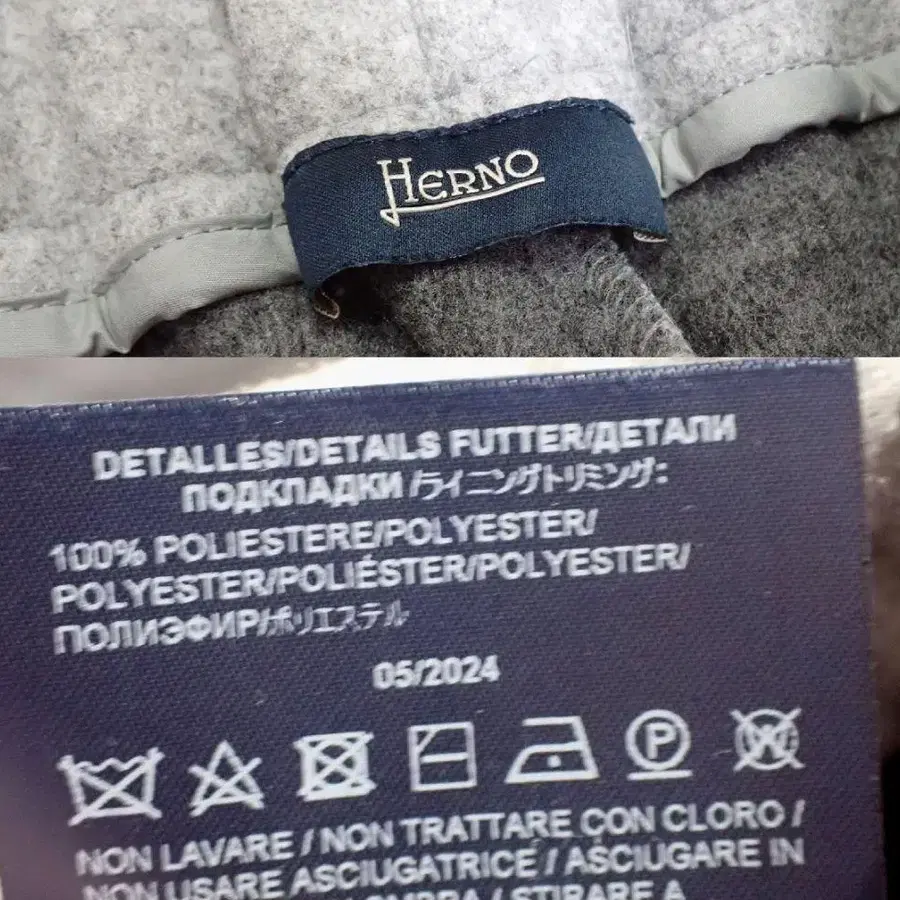 HERNO
DETALLES/DETAILS FUTTER/ДЕТАЛИ
ПОДКЛАДКИ/ライニングトリミング:
100% POLIESTERE/POLYESTER/
POLYESTER/POLIÉSTER/POLYESTER/
ПОЛИЭФИР/ポリエステル
05/2024
P
W
NON LAVARE / NON TRATTARE CON CLORO /
NON USARE ASCIUGATRICE / ASCIUGARE IN
OMBRA / STIRARE A